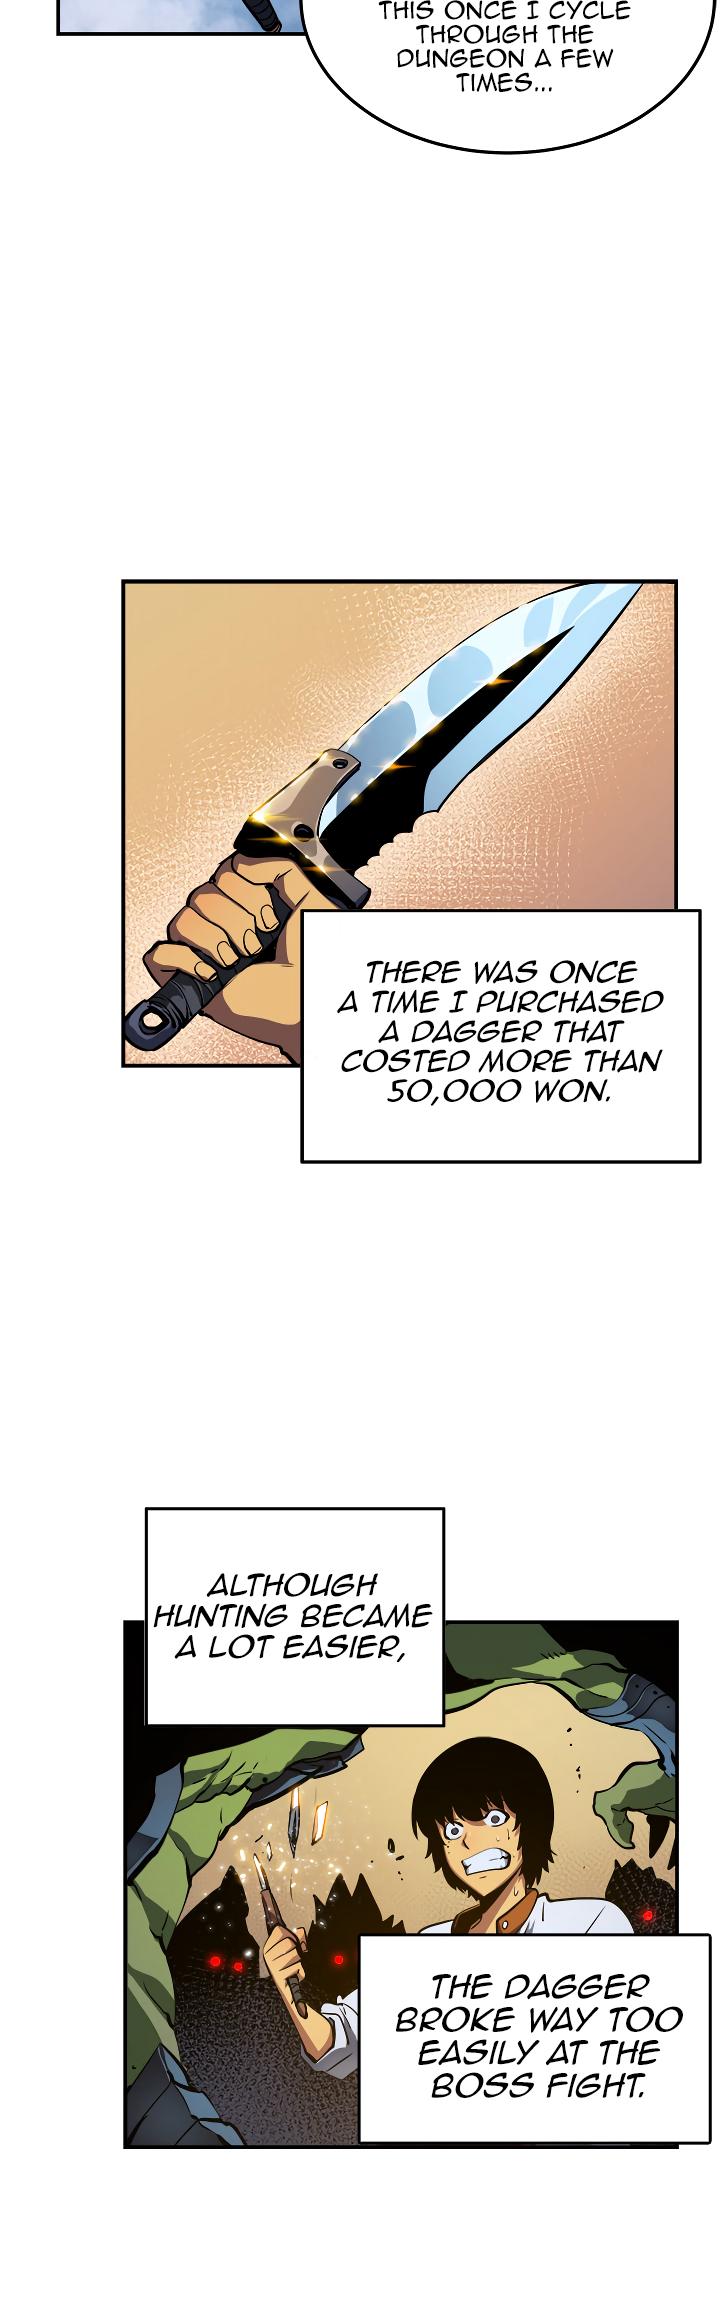 THIS ONCE I CYCLE
THROUGH THE
DUNGEON A FEW
TIMES...
THERE WAS ONCE
A TIME I PURCHASED
A DAGGER THAT
COSTED MORE THAN
50,000 WON.
ALTHOUGH
HUNTING BECAME
A LOT EASIER,
THE DAGGER
BROKE WAY TOO
EASILY AT THE
BOSS FIGHT.